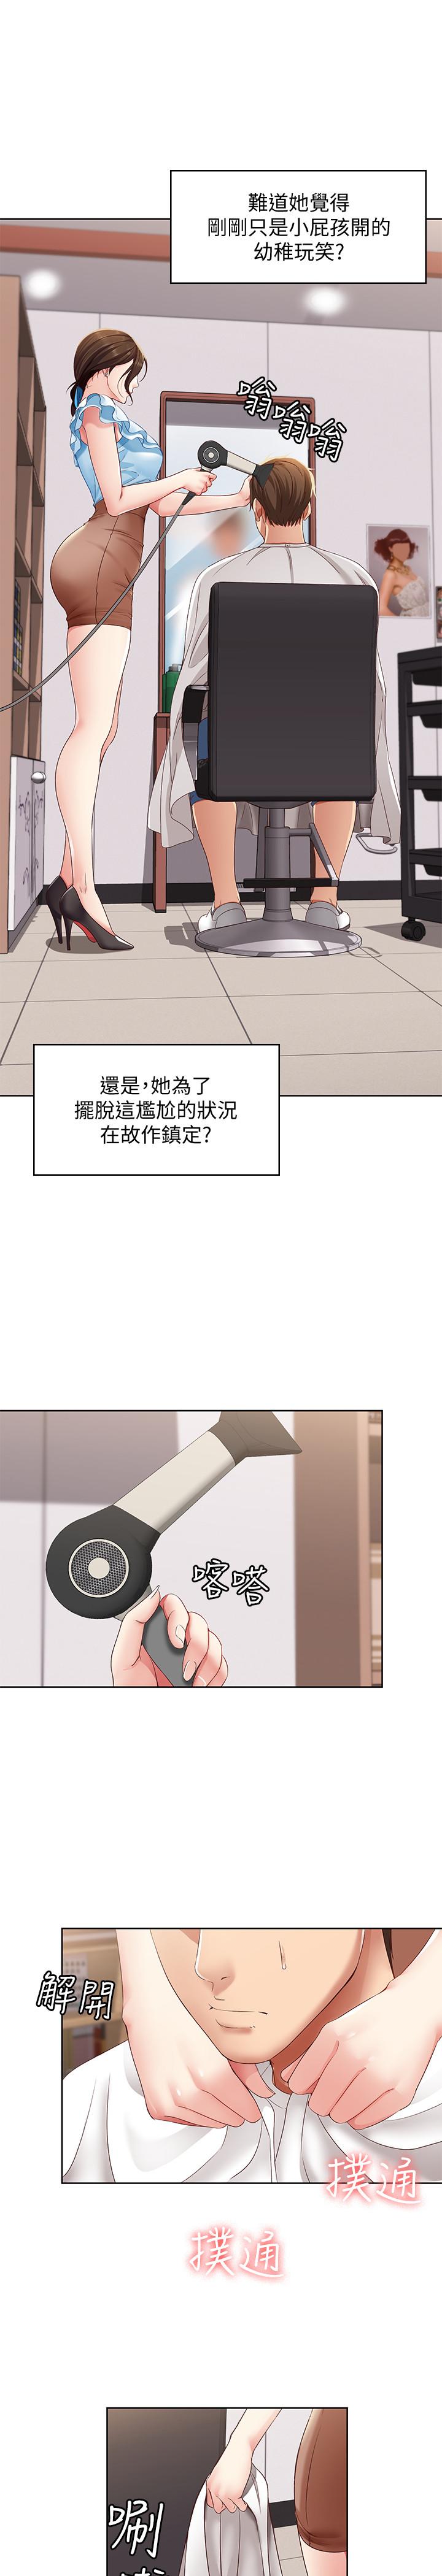 難道她覺得
剛剛只是小屁孩開的
幼稚玩笑?
嗡嗡嗡
還是,她為了
擺脫這尷尬的狀況
在故作鎮定?
喀嗒
解開
撲通
撲通
唰